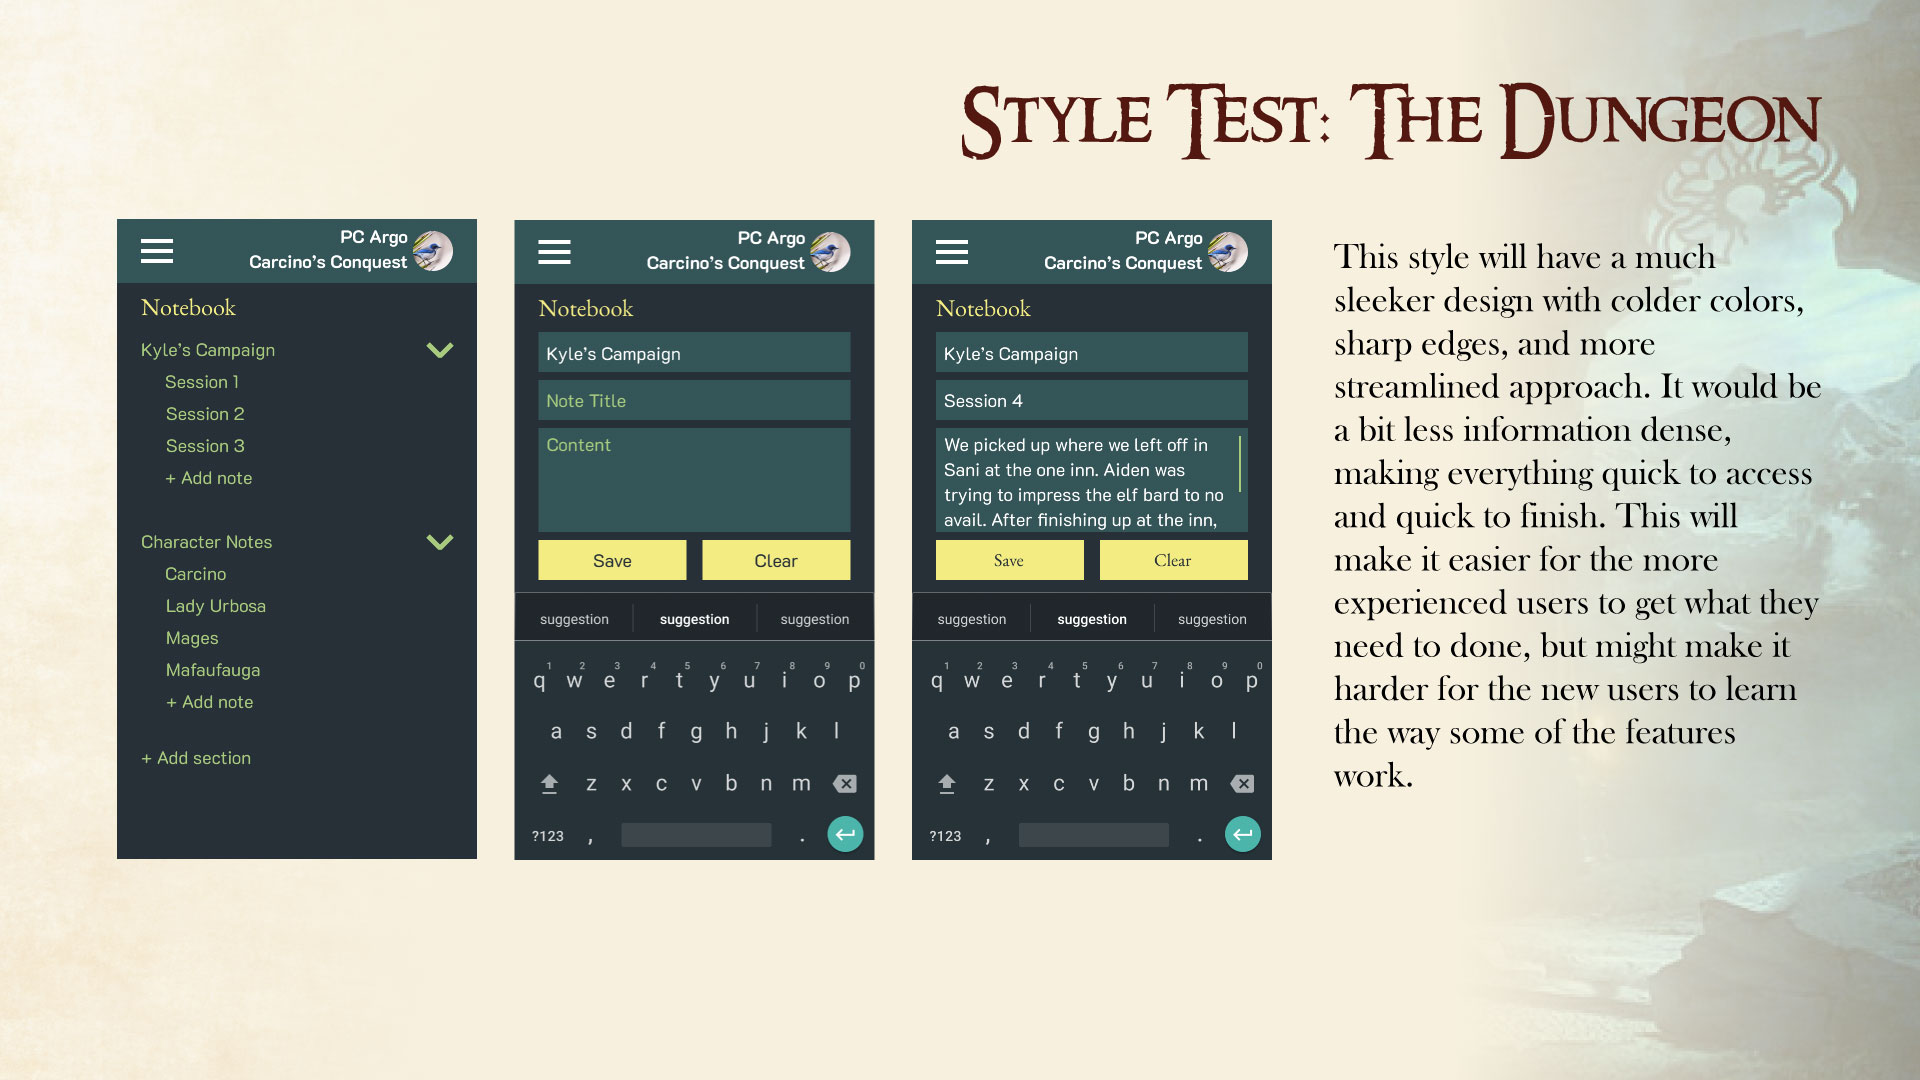 Style Test: The Dungeon
PC Argo
Carcino's Conquest
Notebook
Kyle's Campaign
Session 1
Session 2
Session 3
+ Add note
Character Notes
Carcino
Lady Urbosa
Mages
Mafaufauga
+ Add note
+ Add section
PC Argo
Carcino's Conquest
Notebook
Kyle's Campaign
Note Title
Content
Save Clear
suggestion suggestion suggestion
1 2 3 4 5 6 7 8 9 0
q w e r t y u i o p
a s d f g h j k l
z x c v b n m
?123 , .
PC Argo
Carcino's Conquest
Notebook
Kyle's Campaign
Session 4
We picked up where we left off in
Sani at the one inn. Aiden was
trying to impress the elf bard to no
avail. After finishing up at the inn,
Save Clear
suggestion suggestion suggestion
1 2 3 4 5 6 7 8 9 0
q w e r t y u i o p
a s d f g h j k l
z x c v b n m
?123 , .
This style will have a much
sleeker design with colder colors,
sharp edges, and more
streamlined approach. It would be
a bit less information dense,
making everything quick to access
and quick to finish. This will
make it easier for the more
experienced users to get what they
need to done, but might make it
harder for the new users to learn
the way some of the features
work.